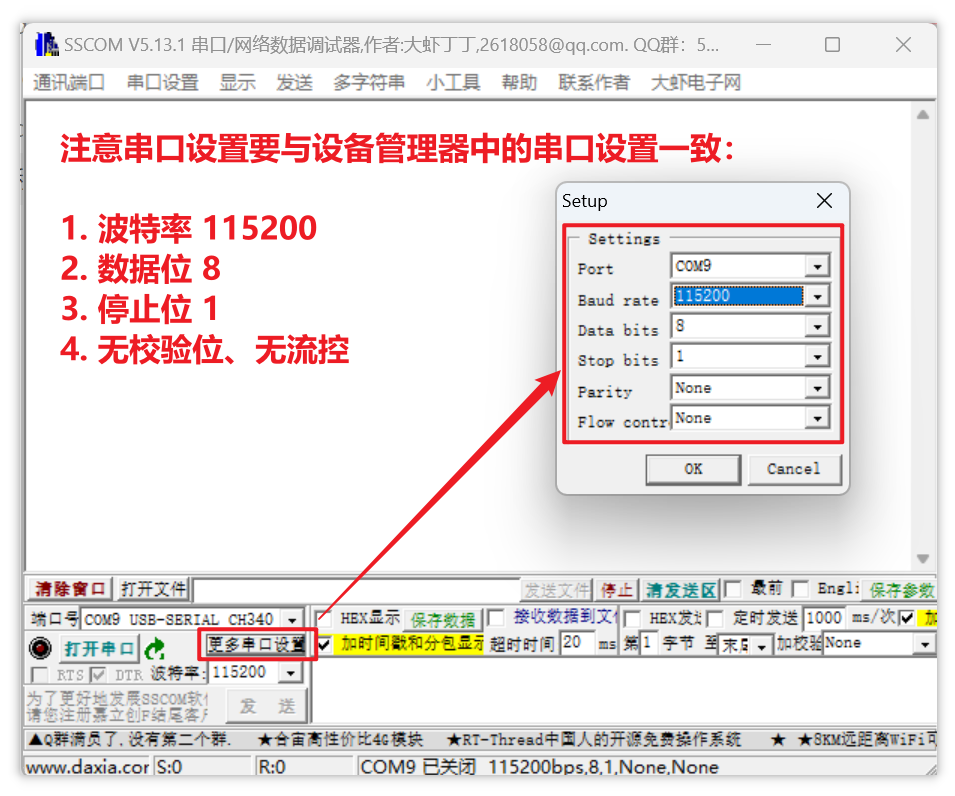 SSCOM V5.13.1 串口/网络数据调试器,作者:大虾丁丁,2618058@qq.com. QQ群：5...
通讯端口 串口设置 显示 发送 多字符串 小工具 帮助 联系作者 大虾电子网
注意串口设置要与设备管理器中的串口设置一致：
1. 波特率 115200
2. 数据位 8
3. 停止位 1
4. 无校验位、无流控
Setup
Settings
Port COM9
Baud rate 115200
Data bits 8
Stop bits 1
Parity None
Flow contr None
OK Cancel
清除窗口 打开文件 发送文件 停止 清发送区 最前 Engli 保存参数
端口号 COM9 USB-SERIAL CH340 HEX显示 保存数据 接收数据到文 HEX发 定时发送 1000 ms/次 加
打开串口 更多串口设置 加时间戳和分包显示 超时时间 20 ms 第1 字节 至 末尾 加校验 None
RTS DTR 波特率: 115200
为了更好地发展SSCOM软
请您注册嘉立创F结尾客
发 送
▲Q群满员了,没有第二个群. ★合宙高性价比4G模块 ★RT-Thread中国人的开源免费操作系统 ★ ★8KM远距离WiFi可
www.daxia.cor S:0 R:0 COM9 已关闭 115200bps,8,1,None,None